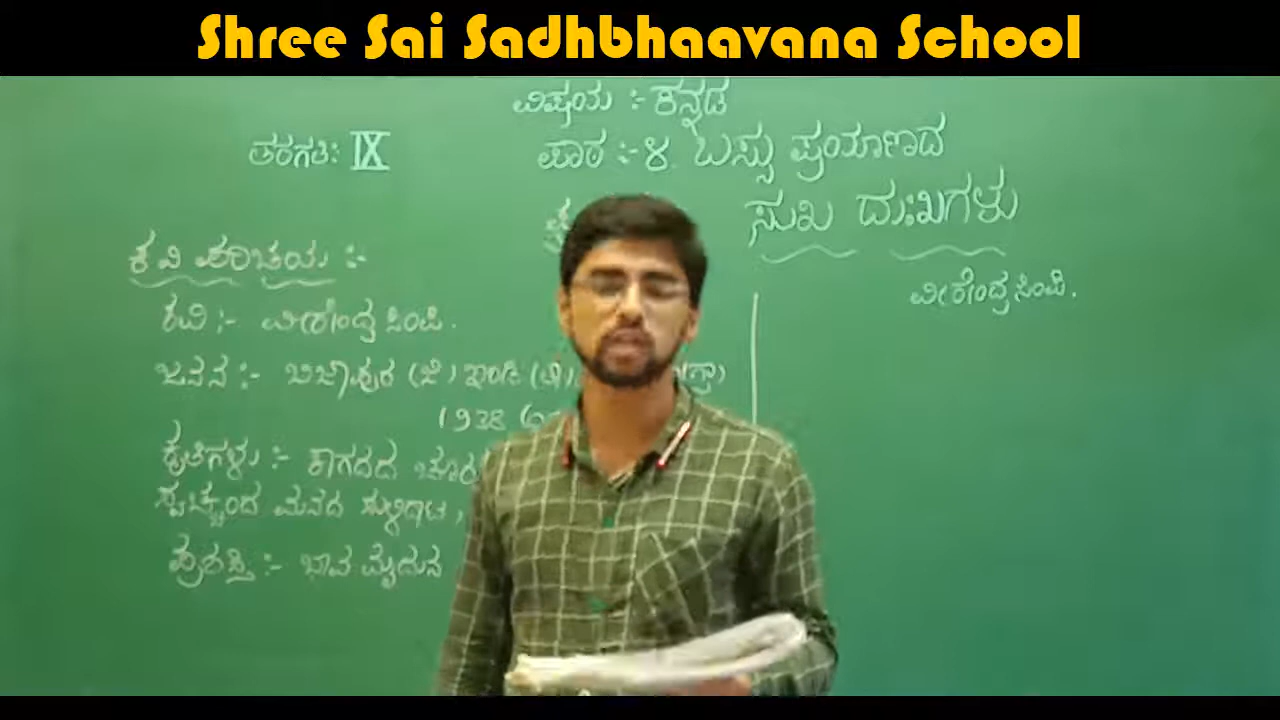 Shree Sai Sadhbhaavana School
ವಿಷಯ :- ಕನ್ನಡ
ತರಗತಿ: IX
ಪಾಠ :- ೪. ಬಸ್ಸು ಪ್ರಯಾಣದ
ಸುಖ ದುಃಖಗಳು
ವೀರೇಂದ್ರ ಸಿಂಪಿ.
ಕವಿ ಪರಿಚಯ :-
ಕವಿ :- ವೀರೇಂದ್ರ ಸಿಂಪಿ.
ಜನನ :- ಬಿಜಾಪುರ (ಜಿ) ಇಂಡಿ (ತಾ)
1938
ಕೃತಿಗಳು :- ಕಾಗದದ ಚೂರು
ಸ್ವಚ್ಛಂದ ಮನದ ಸುಳಿದಾಟ,
ಪ್ರಶಸ್ತಿ :- ಭಾವ ಮೈದುನ